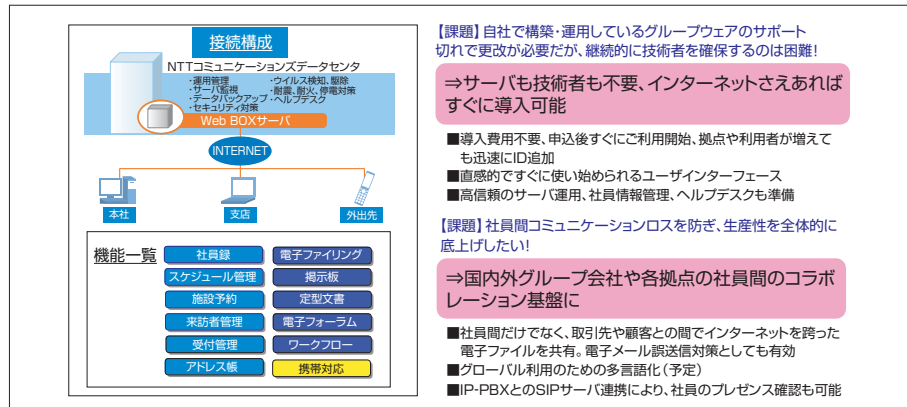 接続構成
NTTコミュニケーションズデータセンタ
・運用管理 ・ウイルス検知、駆除
・サーバ監視 ・耐震、耐火、停電対策
・データバックアップ ・ヘルプデスク
・セキュリティ対策
Web BOXサーバ
INTERNET
本社 支店 外出先
機能一覧
社員録 電子ファイリング
スケジュール管理 掲示板
施設予約 定型文書
来訪者管理 電子フォーラム
受付管理 ワークフロー
アドレス帳 携帯対応
【課題】自社で構築・運用しているグループウェアのサポート
切れで更改が必要だが、継続的に技術者を確保するのは困難!
⇒サーバも技術者も不要、インターネットさえあれば
すぐに導入可能
■導入費用不要、申込後すぐにご利用開始、拠点や利用者が増えて
も迅速にID追加
■直感的ですぐに使い始められるユーザインターフェース
■高信頼のサーバ運用、社員情報管理、ヘルプデスクも準備
【課題】社員間コミュニケーションロスを防ぎ、生産性を全体的に
底上げしたい!
⇒国内外グループ会社や各拠点の社員間のコラボ
レーション基盤に
■社員間だけでなく、取引先や顧客との間でインターネットを跨った
電子ファイルを共有。電子メール誤送信対策としても有効
■グローバル利用のための多言語化(予定)
■IP-PBXとのSIPサーバ連携により、社員のプレゼンス確認も可能